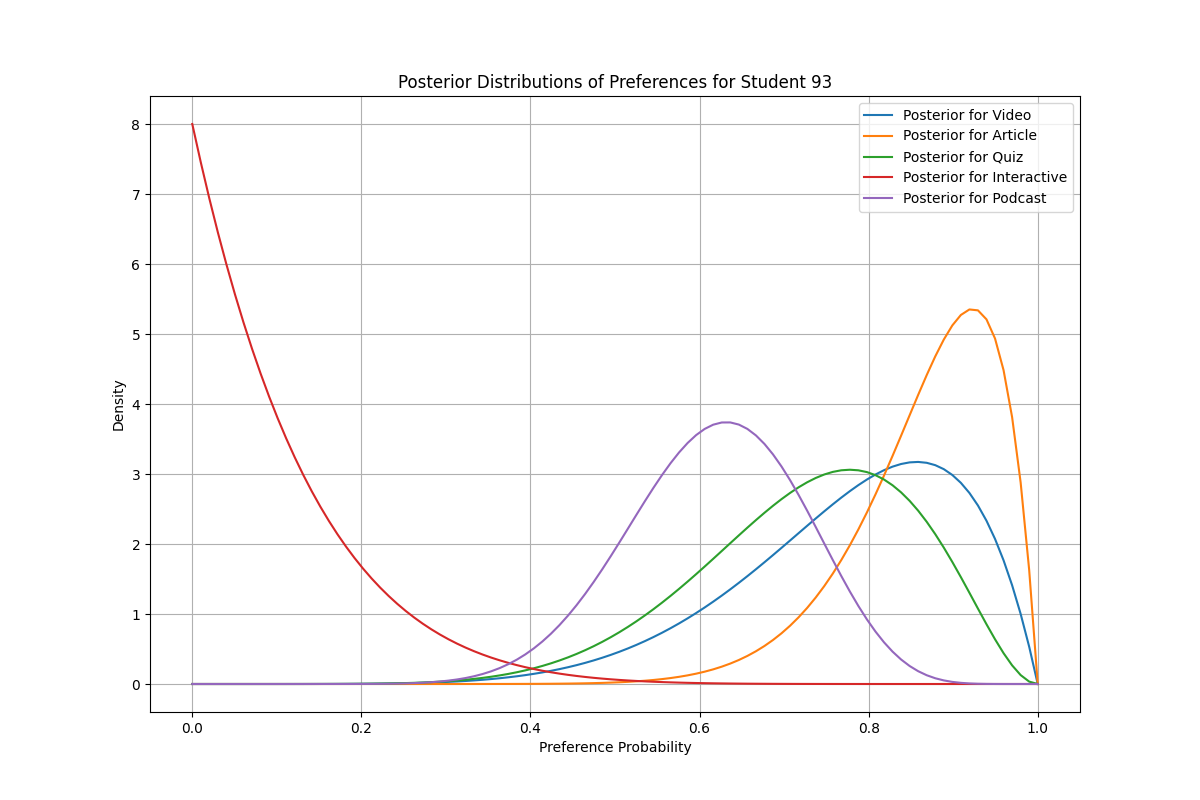 Posterior Distributions of Preferences for Student 93
Posterior for Video
Posterior for Article
Posterior for Quiz
Posterior for Interactive
Posterior for Podcast
Density
8
7
6
5
4
3
2
1
0
0.0 0.2 0.4 0.6 0.8 1.0
Preference Probability